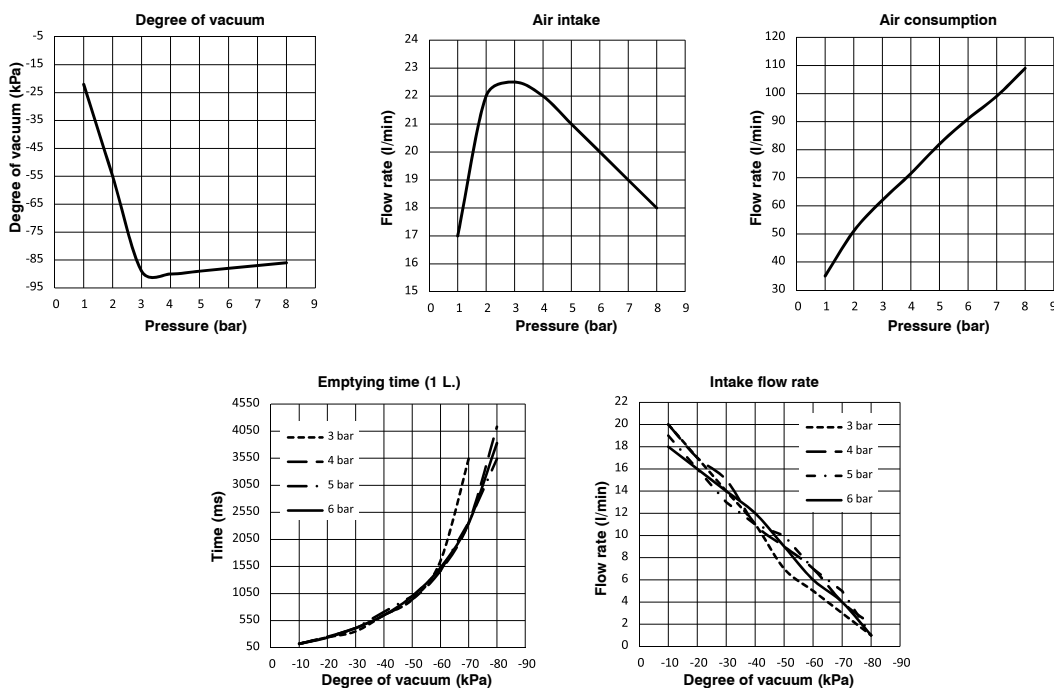 Degree of vacuum
Degree of vacuum (kPa)
-5
-15
-25
-35
-45
-55
-65
-75
-85
-95
0 1 2 3 4 5 6 7 8 9
Pressure (bar)
Air intake
Flow rate (l/min)
24
23
22
21
20
19
18
17
16
15
0 1 2 3 4 5 6 7 8 9
Pressure (bar)
Air consumption
Flow rate (l/min)
120
110
100
90
80
70
60
50
40
30
0 1 2 3 4 5 6 7 8 9
Pressure (bar)
Emptying time (1 L.)
Time (ms)
4550
4050
3550
3050
2550
2050
1550
1050
550
50
3 bar
4 bar
5 bar
6 bar
0 -10 -20 -30 -40 -50 -60 -70 -80 -90
Degree of vacuum (kPa)
Intake flow rate
Flow rate (l/min)
22
20
18
16
14
12
10
8
6
4
2
0
3 bar
4 bar
5 bar
6 bar
0 -10 -20 -30 -40 -50 -60 -70 -80 -90
Degree of vacuum (kPa)